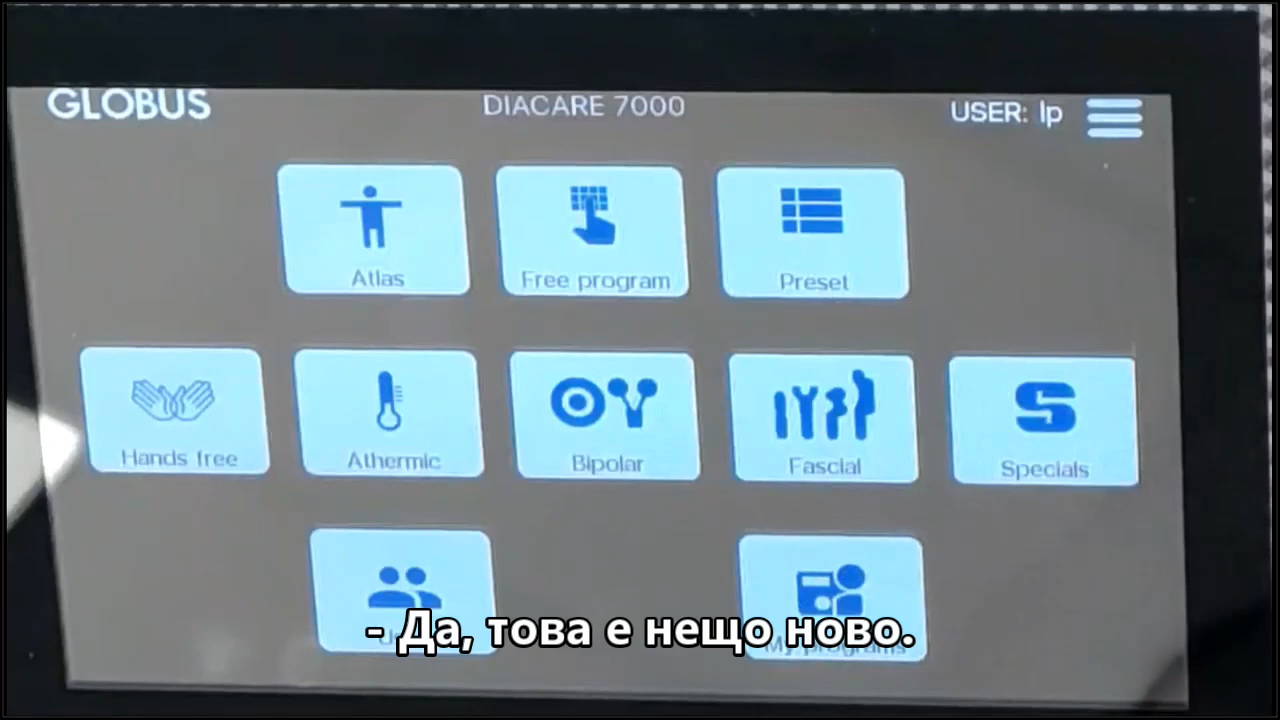 GLOBUS
DIACARE 7000
USER: lp
Atlas
Free program
Preset
Hands free
Athermic
Bipolar
Fascial
Specials
My programs
- Да, това е нещо ново.